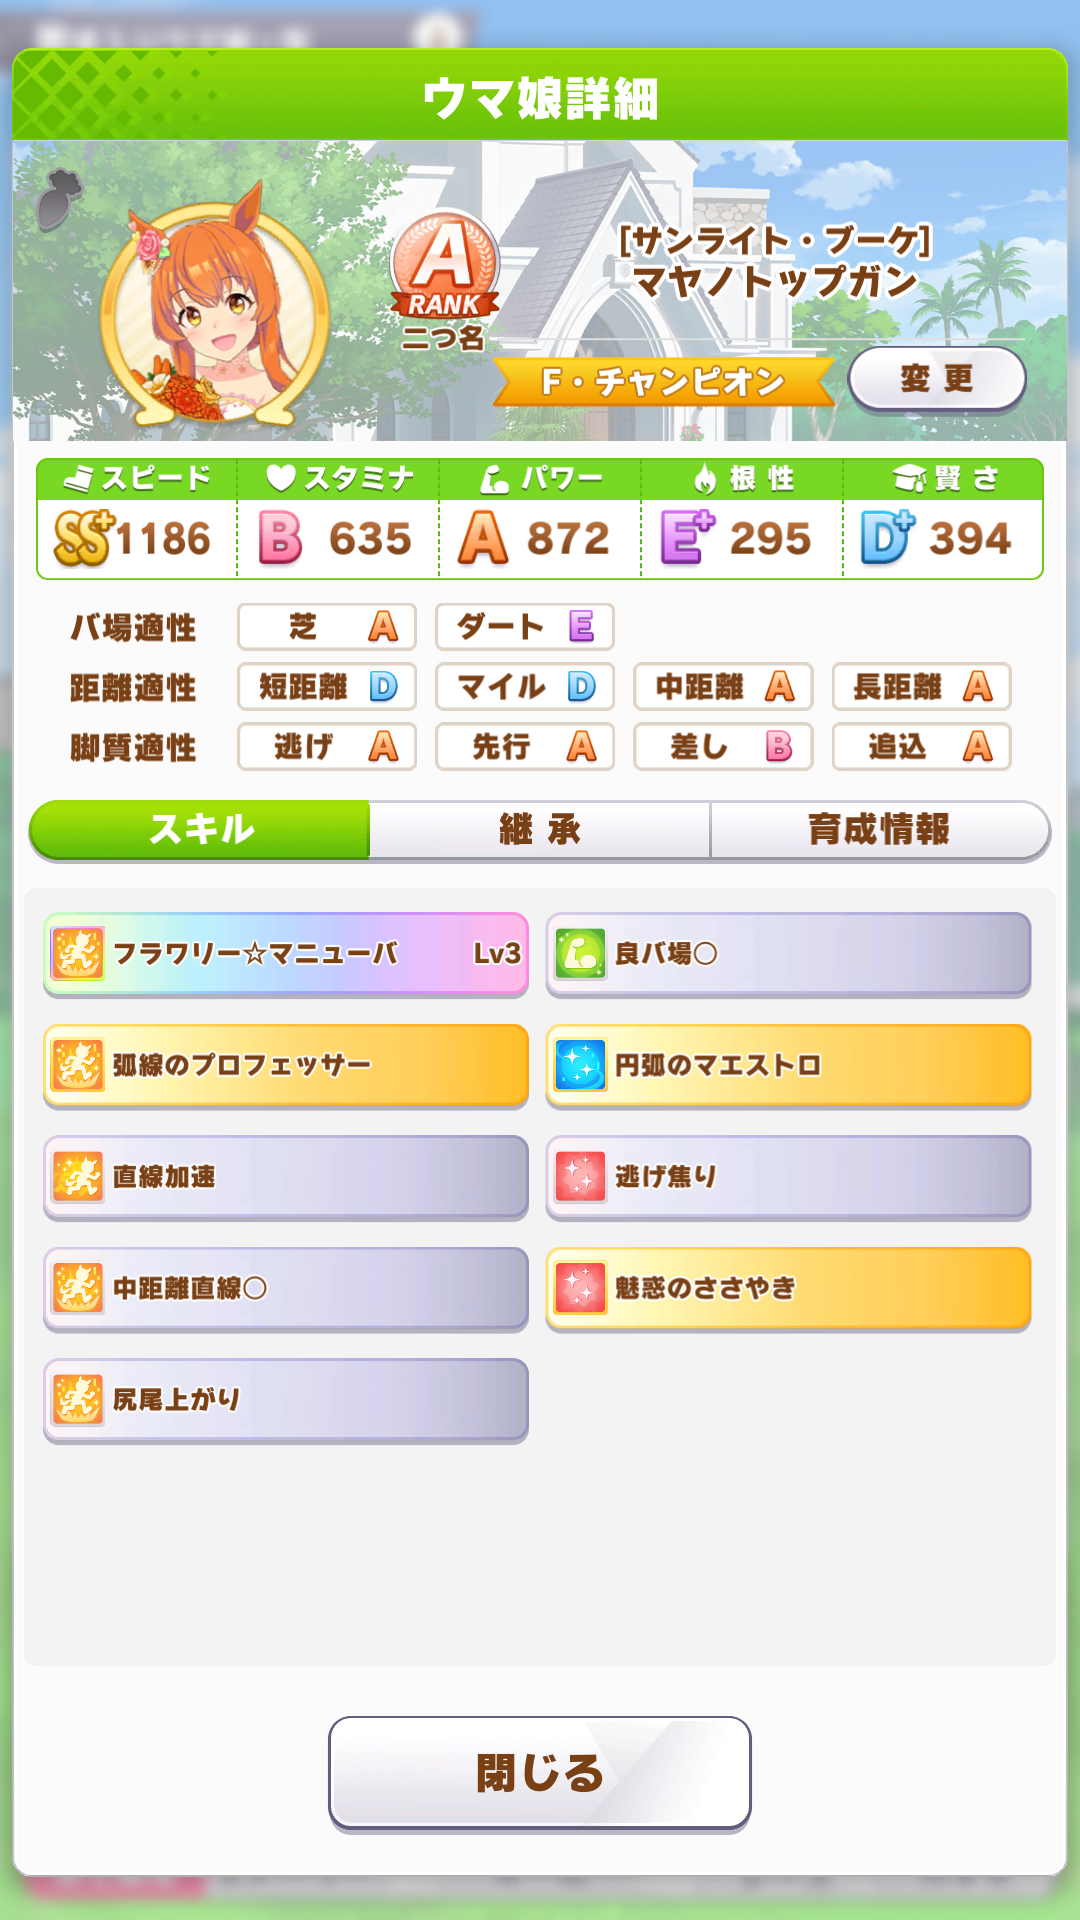 ウマ娘詳細
A
RANK
二つ名
[サンライト・ブーケ]
マヤノトップガン
F・チャンピオン
変更
スピード スタミナ パワー 根性 賢さ
SS+ 1186 B 635 A 872 E+ 295 D+ 394
バ場適性 芝 A ダート E
距離適性 短距離 D マイル D 中距離 A 長距離 A
脚質適性 逃げ A 先行 A 差し B 追込 A
スキル 継承 育成情報
フラワリー☆マニューバ Lv3 良バ場○
弧線のプロフェッサー 円弧のマエストロ
直線加速 逃げ焦り
中距離直線○ 魅惑のささやき
尻尾上がり
閉じる